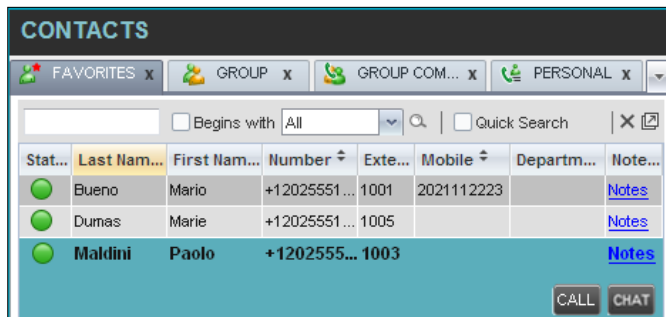 CONTACTS
FAVORITES x GROUP x GROUP COM... x PERSONAL x
Begins with All Quick Search
Stat... Last Nam... First Nam... Number Exte... Mobile Departm... Note...
Bueno Mario +12025551... 1001 2021112223 Notes
Dumas Marie +12025551... 1005 Notes
Maldini Paolo +1202555... 1003 Notes
CALL CHAT